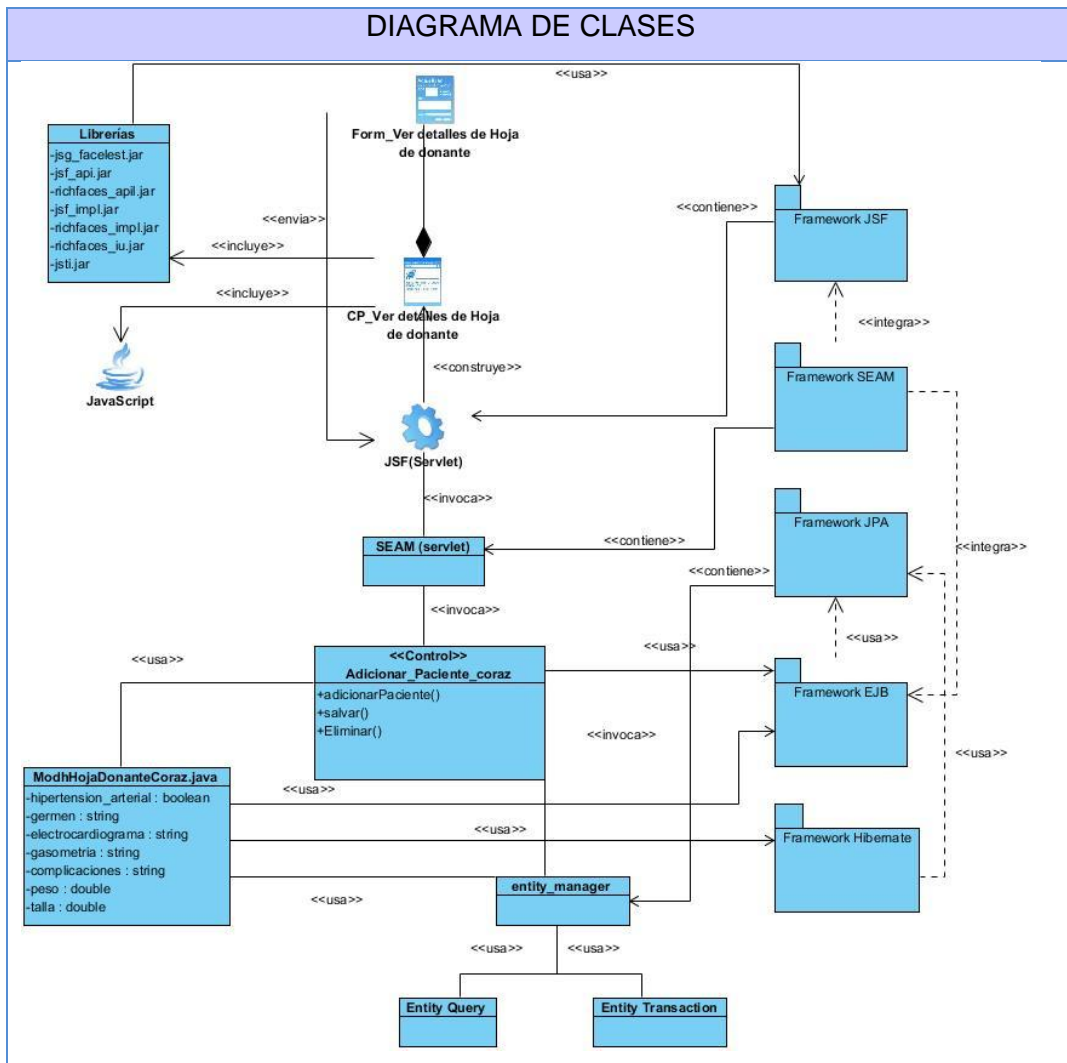 DIAGRAMA DE CLASES
<<usa>>
Form_Ver detalles de Hoja
de donante
Librerías
-jsg_facelest.jar
-jsf_api.jar
-richfaces_apil.jar
-jsf_impl.jar
-richfaces_impl.jar
-richfaces_iu.jar
-jsti.jar
<<envia>>
<<incluye>>
<<incluye>>
<<contiene>>
Framework JSF
CP_Ver detalles de Hoja
de donante
<<integra>>
JavaScript
<<construye>>
Framework SEAM
JSF(Servlet)
<<invoca>>
Framework JPA
SEAM (servlet)
<<contiene>>
<<integra>>
<<contiene>>
<<invoca>>
<<usa>>
<<usa>>
<<Control>>
Adicionar_Paciente_coraz
+adicionarPaciente()
+salvar()
+Eliminar()
<<usa>>
Framework EJB
<<invoca>>
<<usa>>
ModhHojaDonanteCoraz.java
-hipertension_arterial : boolean
-germen : string
-electrocardiograma : string
-gasometria : string
-complicaciones : string
-peso : double
-talla : double
<<usa>>
<<usa>>
Framework Hibernate
<<usa>>
entity_manager
<<usa>>
<<usa>>
Entity Query
Entity Transaction